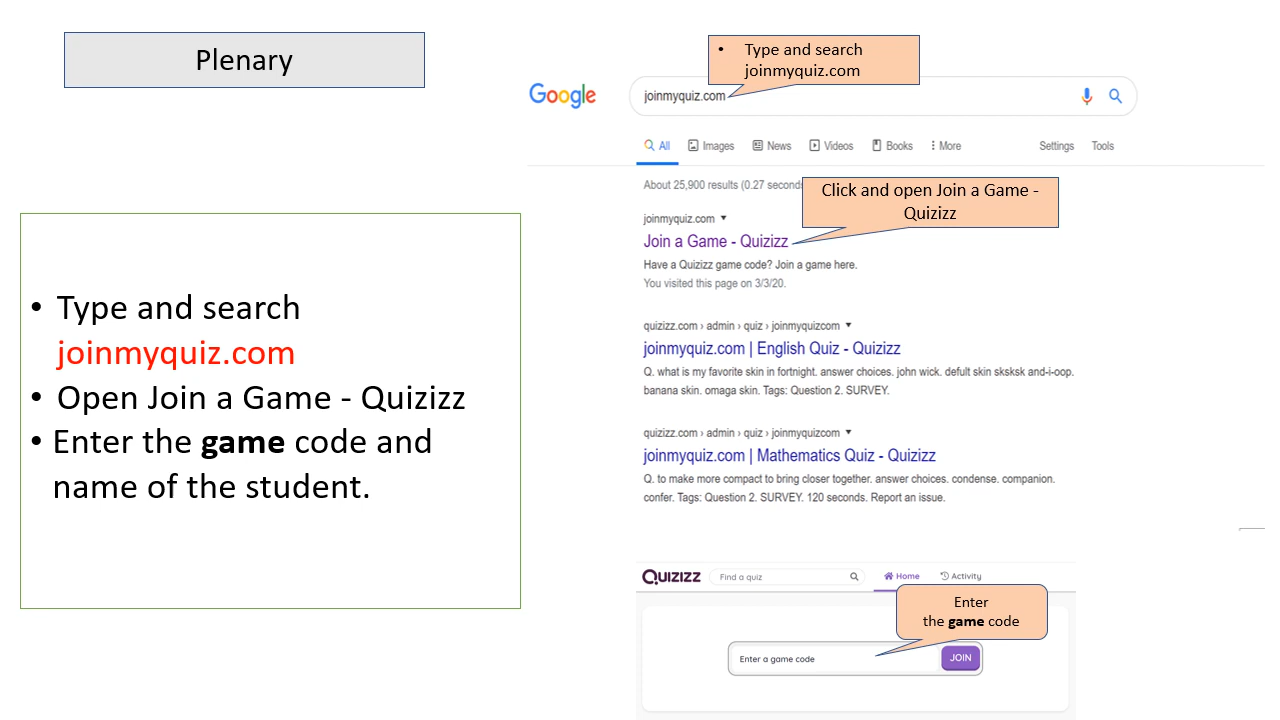 Plenary
• Type and search
joinmyquiz.com
• Open Join a Game - Quizizz
• Enter the game code and
name of the student.
• Type and search
joinmyquiz.com
Google
joinmyquiz.com
All Images News Videos Books More Settings Tools
About 25,900 results (0.27 second
Click and open Join a Game -
Quizizz
joinmyquiz.com
Join a Game - Quizizz
Have a Quizizz game code? Join a game here.
You visited this page on 3/3/20.
quizizz.com › admin › quiz › joinmyquizcom
joinmyquiz.com | English Quiz - Quizizz
Q. what is my favorite skin in fortnight. answer choices. john wick. defult skin sksksk and-i-oop.
banana skin. omaga skin. Tags: Question 2. SURVEY.
quizizz.com › admin › quiz › joinmyquizcom
joinmyquiz.com | Mathematics Quiz - Quizizz
Q. to make more compact to bring closer together. answer choices. condense. companion.
confer. Tags: Question 2. SURVEY. 120 seconds. Report an issue.
QUIZIZZ Find a quiz Home Activity
Enter
the game code
Enter a game code JOIN